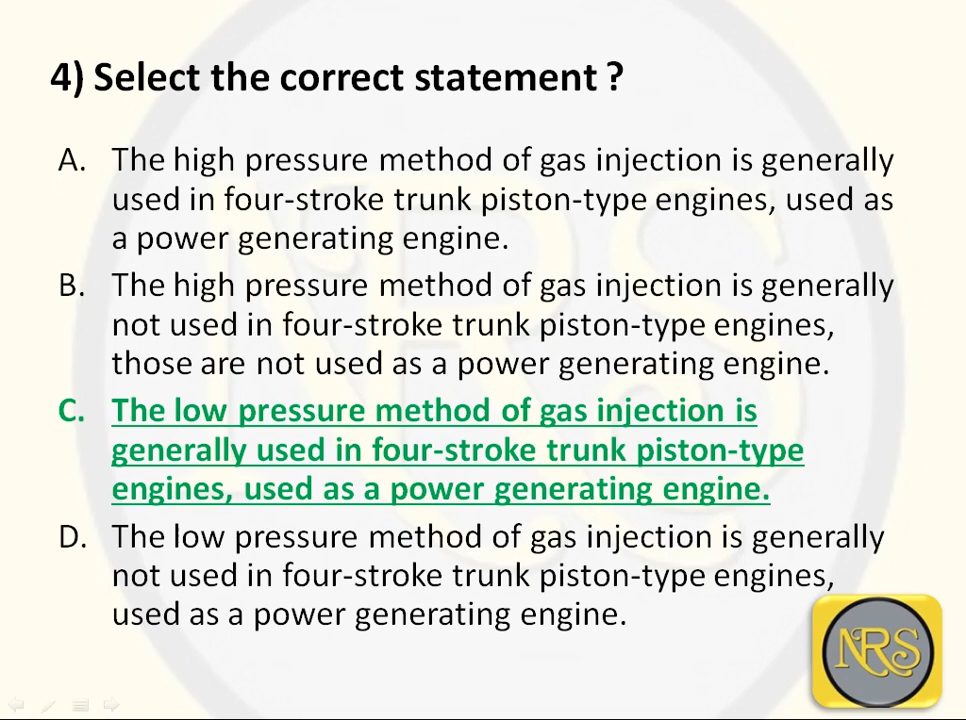 4) Select the correct statement ?
A. The high pressure method of gas injection is generally
used in four-stroke trunk piston-type engines, used as
a power generating engine.
B. The high pressure method of gas injection is generally
not used in four-stroke trunk piston-type engines,
those are not used as a power generating engine.
C. The low pressure method of gas injection is
generally used in four-stroke trunk piston-type
engines, used as a power generating engine.
D. The low pressure method of gas injection is generally
not used in four-stroke trunk piston-type engines,
used as a power generating engine.
NRS